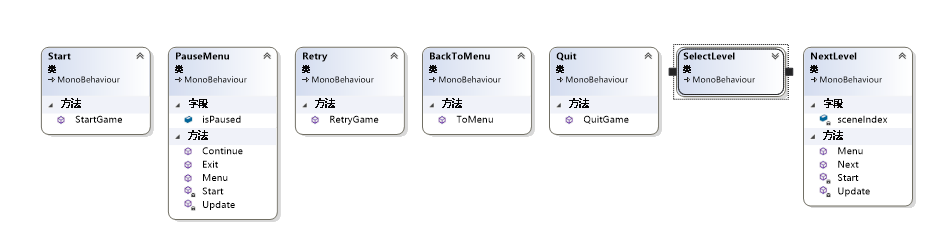 Start
类
MonoBehaviour
方法
StartGame
PauseMenu
类
MonoBehaviour
字段
isPaused
方法
Continue
Exit
Menu
Start
Update
Retry
类
MonoBehaviour
方法
RetryGame
BackToMenu
类
MonoBehaviour
方法
ToMenu
Quit
类
MonoBehaviour
方法
QuitGame
SelectLevel
类
MonoBehaviour
NextLevel
类
MonoBehaviour
字段
sceneIndex
方法
Menu
Next
Start
Update